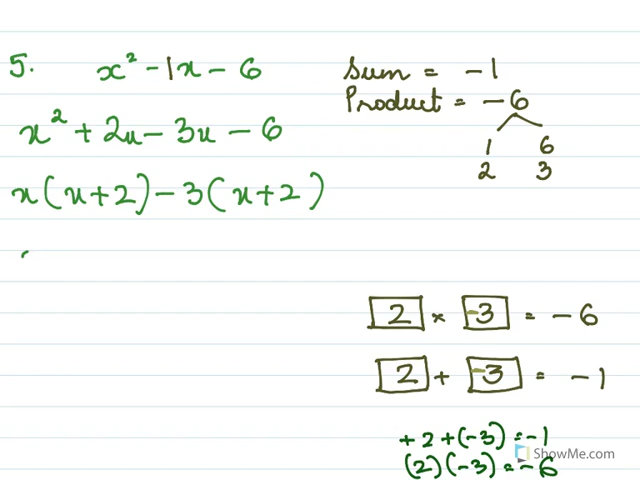 5. x² - 1x - 6
Sum = -1
Product = -6
1 6
2 3
x² + 2x - 3x - 6
x(x+2) - 3(x+2)
2 × -3 = -6
2 + -3 = -1
+2+(-3) = -1
(2)(-3) = -6
ShowMe.com